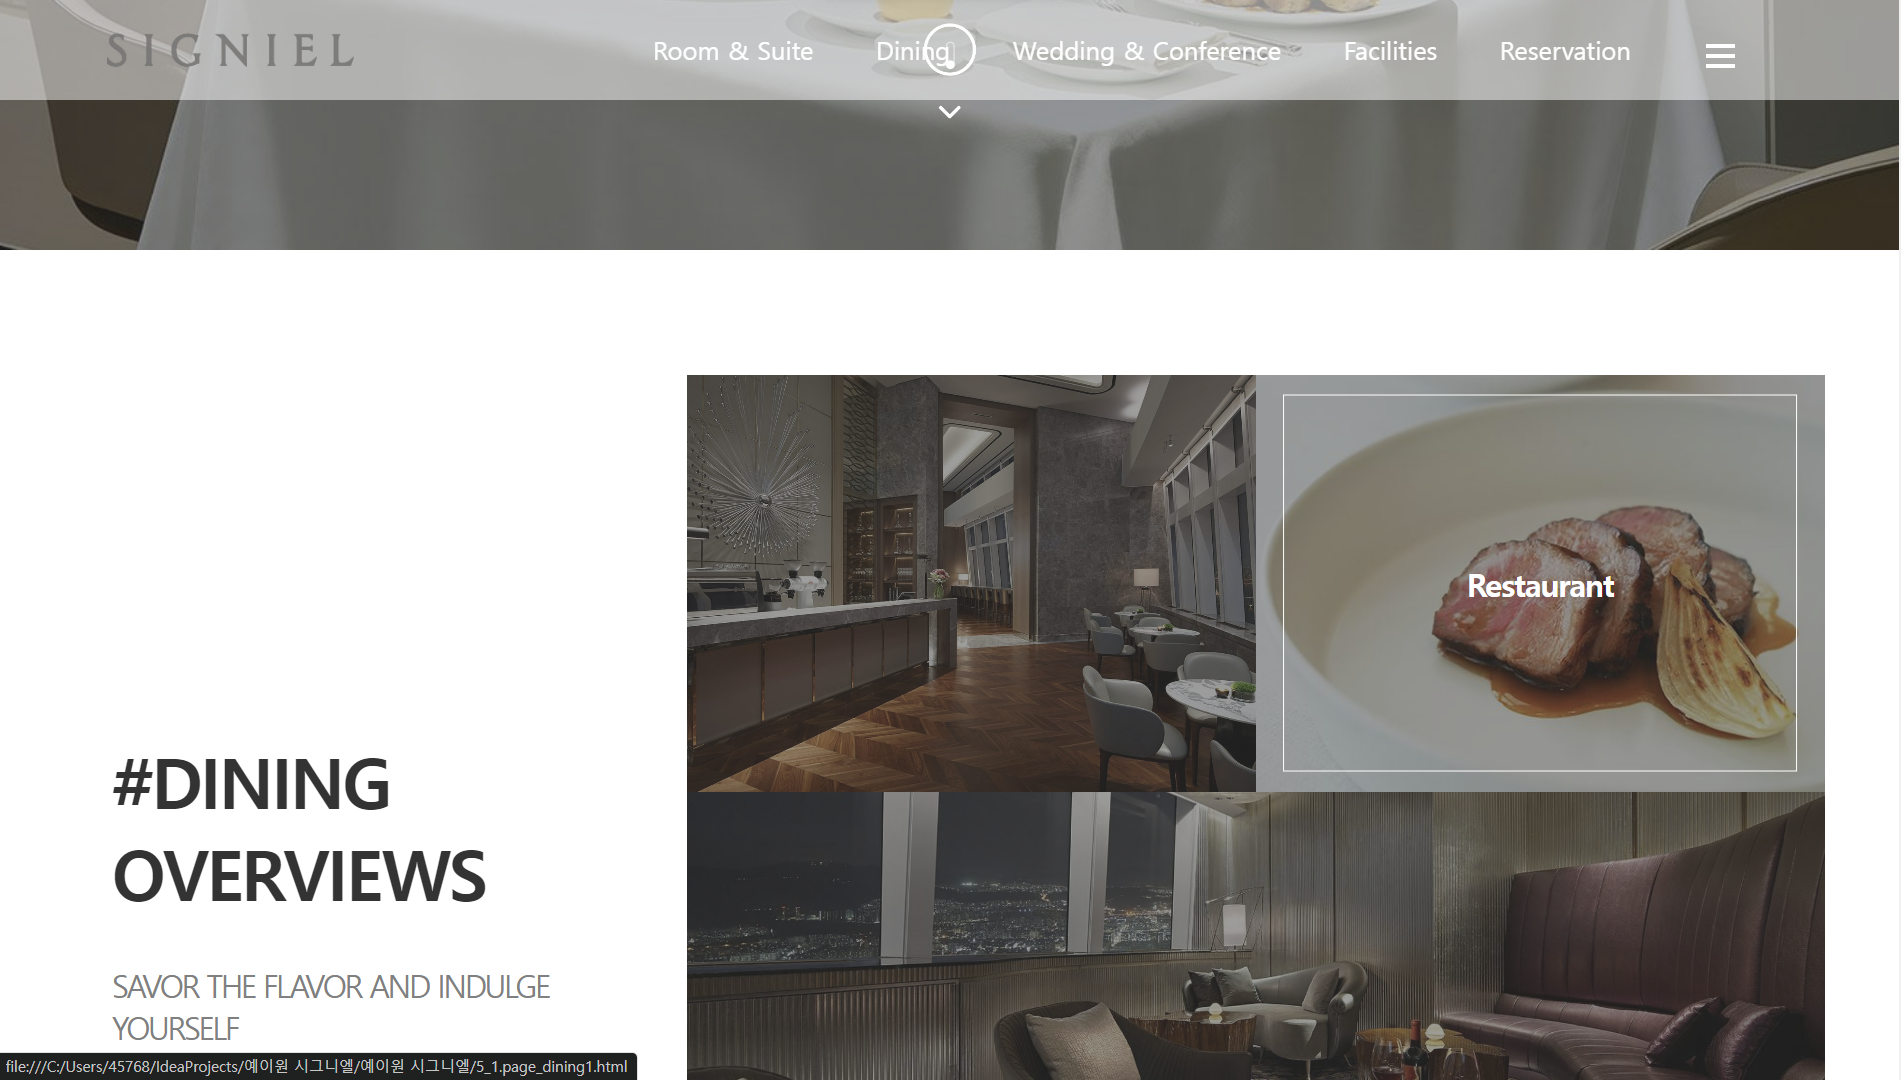 SIGNIEL
Room & Suite
Dining
Wedding & Conference
Facilities
Reservation
Restaurant
#DINING
OVERVIEWS
SAVOR THE FLAVOR AND INDULGE
YOURSELF
file:///C:/Users/45768/IdeaProjects/예이원 시그니엘/예이원 시그니엘/5_1.page_dining1.html